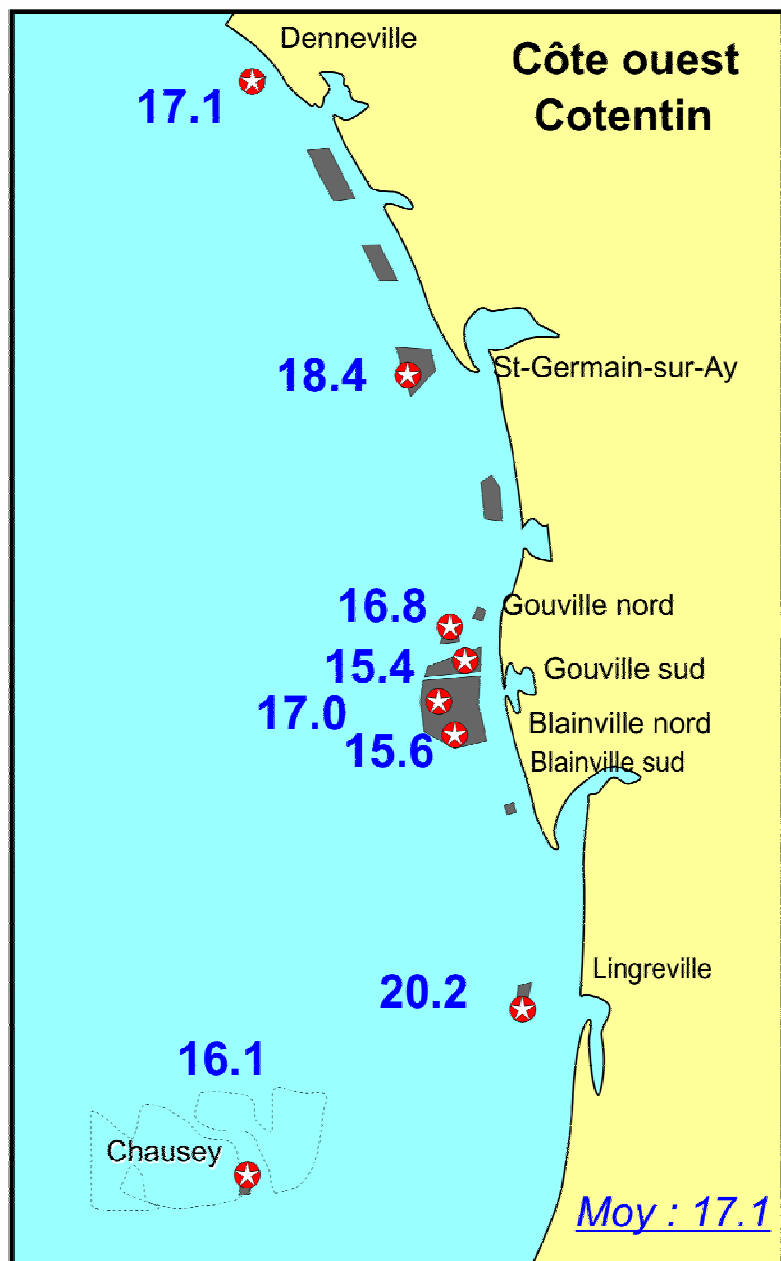 Denneville
Côte ouest
Cotentin
17.1
18.4
St-Germain-sur-Ay
16.8
Gouville nord
15.4
Gouville sud
17.0
Blainville nord
15.6
Blainville sud
Lingreville
20.2
16.1
Chausey
Moy : 17.1